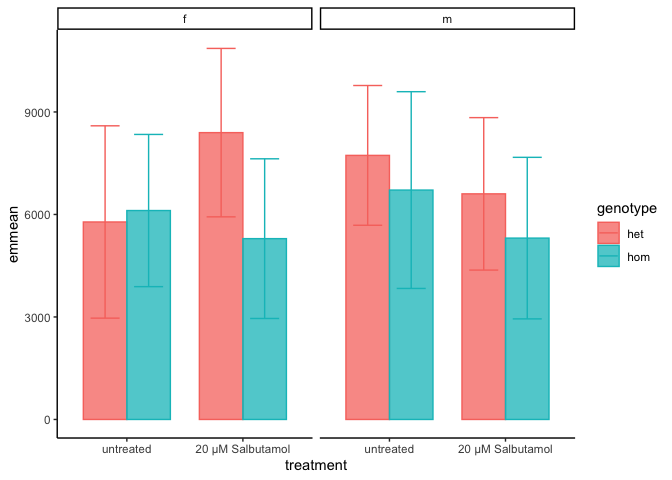 f
m
emmean
9000
6000
3000
0
untreated
20 µM Salbutamol
untreated
20 µM Salbutamol
treatment
genotype
het
hom